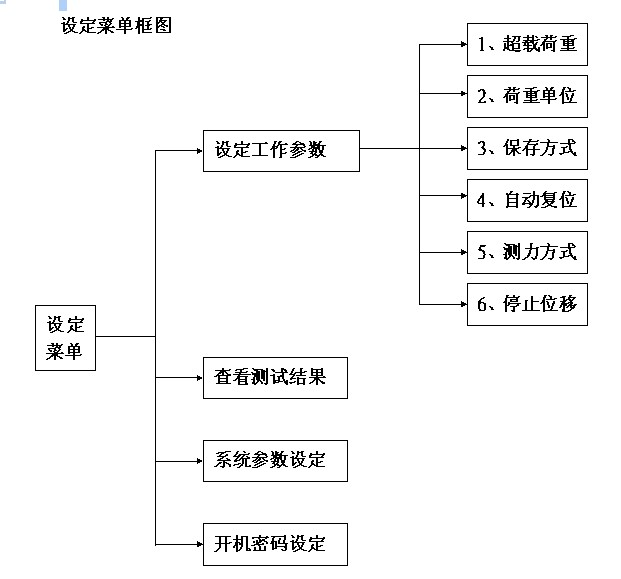 设定菜单框图
1、超载荷重
2、荷重单位
设定工作参数
3、保存方式
4、自动复位
5、测力方式
6、停止位移
设定
菜单
查看测试结果
系统参数设定
开机密码设定